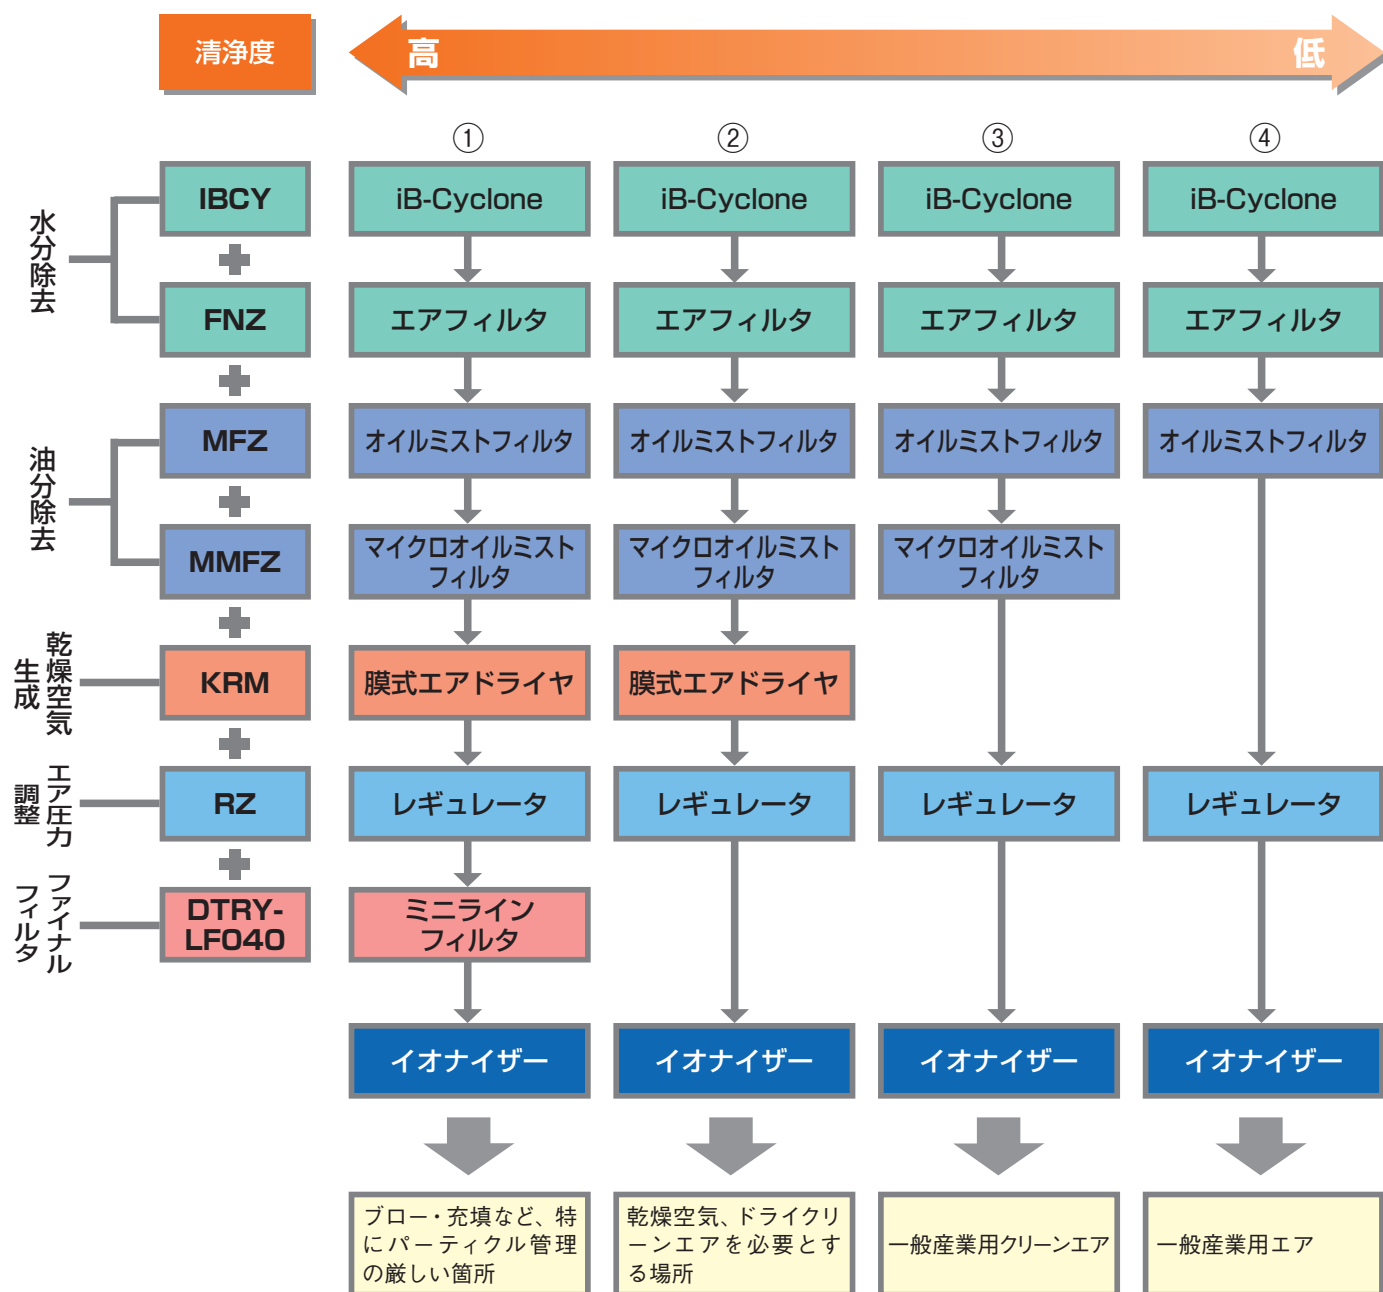 清浄度
高
低
①
②
③
④
水分除去
IBCY
iB-Cyclone
iB-Cyclone
iB-Cyclone
iB-Cyclone
FNZ
エアフィルタ
エアフィルタ
エアフィルタ
エアフィルタ
油分除去
MFZ
オイルミストフィルタ
オイルミストフィルタ
オイルミストフィルタ
オイルミストフィルタ
MMFZ
マイクロオイルミスト
フィルタ
マイクロオイルミスト
フィルタ
マイクロオイルミスト
フィルタ
乾燥空気
生成
KRM
膜式エアドライヤ
膜式エアドライヤ
エア圧力
調整
RZ
レギュレータ
レギュレータ
レギュレータ
レギュレータ
ファイナル
フィルタ
DTRY-
LF040
ミニライン
フィルタ
イオナイザー
イオナイザー
イオナイザー
イオナイザー
ブロー・充填など、特
にパーティクル管理
の厳しい箇所
乾燥空気、ドライクリ
ーンエアを必要とす
る場所
一般産業用クリーンエア
一般産業用エア